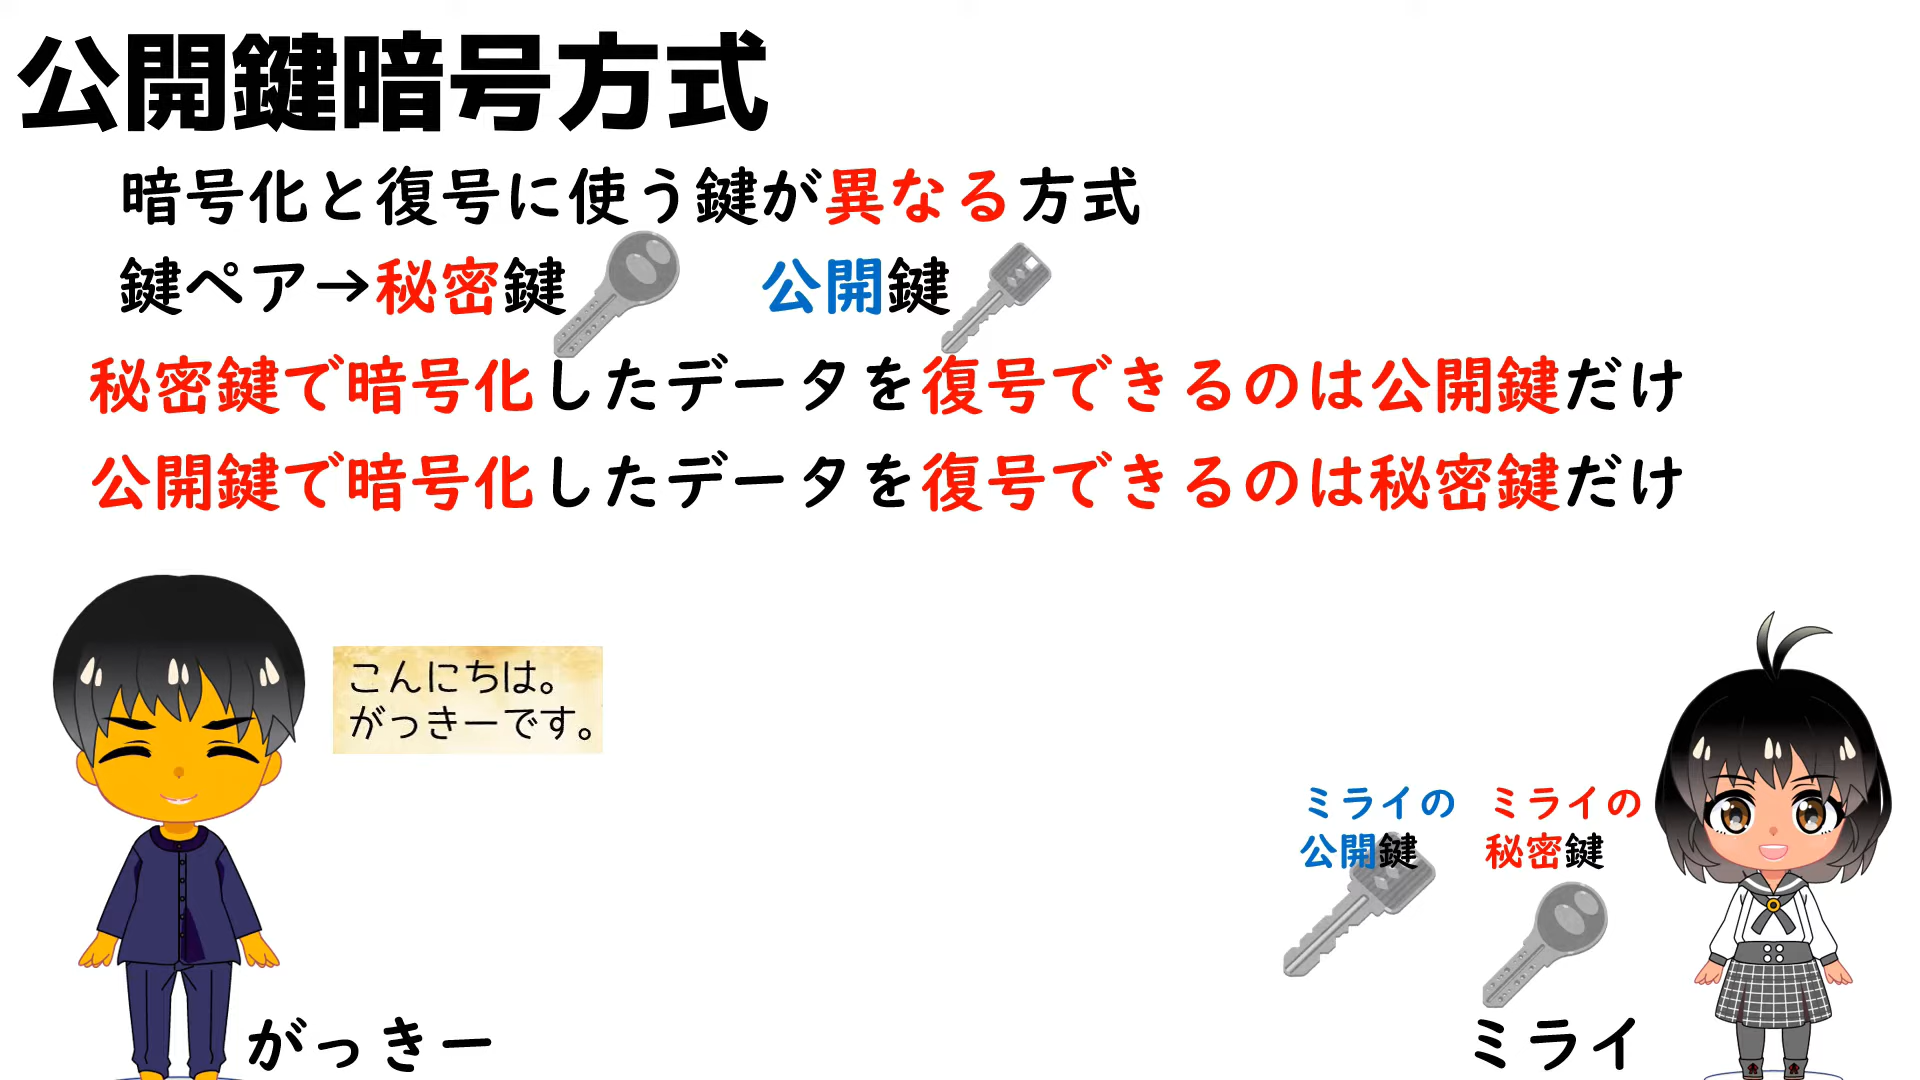 公開鍵暗号方式
暗号化と復号に使う鍵が異なる方式
鍵ペア→秘密鍵 公開鍵
秘密鍵で暗号化したデータを復号できるのは公開鍵だけ
公開鍵で暗号化したデータを復号できるのは秘密鍵だけ
こんにちは。
がっきーです。
ミライの
公開鍵
ミライの
秘密鍵
がっきー
ミライ